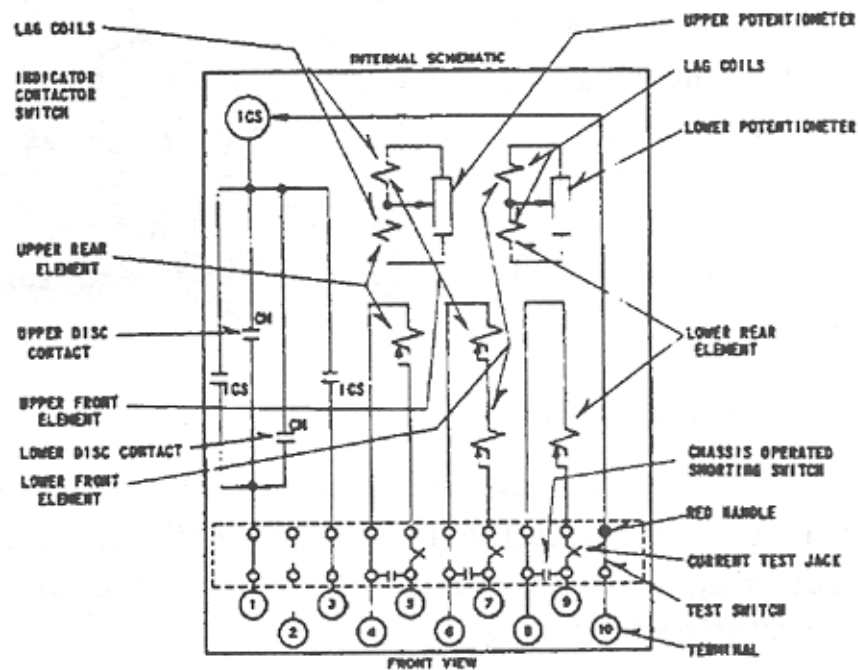 LAG COILS
UPPER POTENTIOMETER
INTERNAL SCHEMATIC
LAG COILS
INDICATOR
CONTACTOR
SWITCH
ICS
LOWER POTENTIOMETER
UPPER REAR
ELEMENT
CM
UPPER DISC
CONTACT
LOWER REAR
ELEMENT
ICS
ICS
UPPER FRONT
ELEMENT
CM
LOWER DISC CONTACT
CHASSIS OPERATED
SHORTING SWITCH
LOWER FRONT
ELEMENT
RED HANDLE
CURRENT TEST JACK
1
3
5
7
9
TEST SWITCH
2
4
6
8
10
TERMINAL
FRONT VIEW